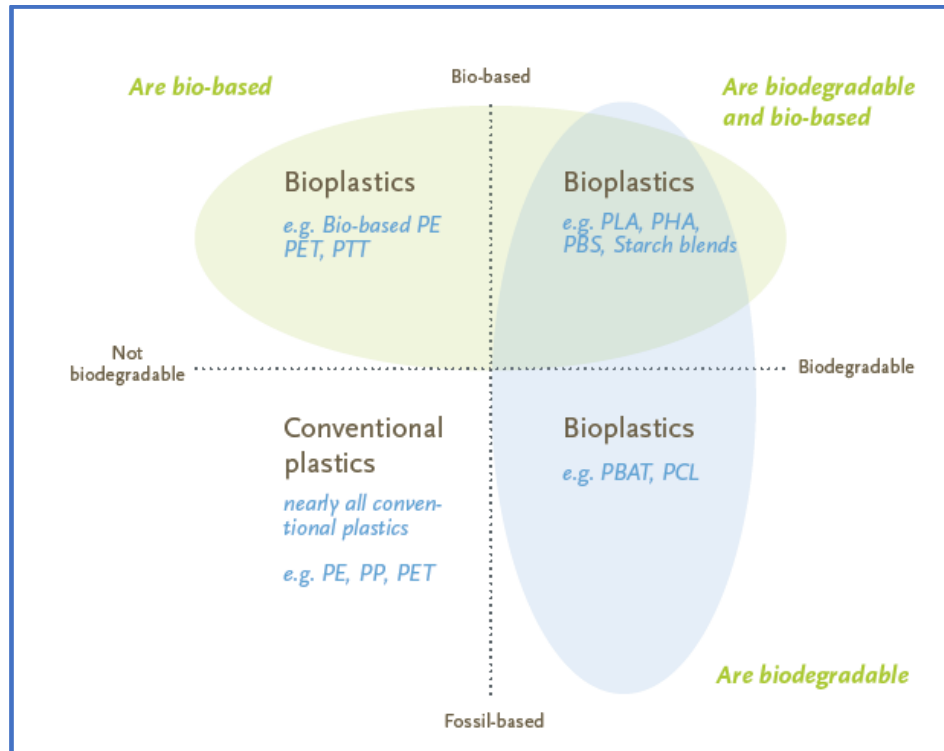 Bio-based
Are bio-based
Are biodegradable
and bio-based
Bioplastics
e.g. Bio-based PE
PET, PTT
Bioplastics
e.g. PLA, PHA,
PBS, Starch blends
Not
biodegradable
Biodegradable
Conventional
plastics
nearly all conven-
tional plastics
e.g. PE, PP, PET
Bioplastics
e.g. PBAT, PCL
Are biodegradable
Fossil-based